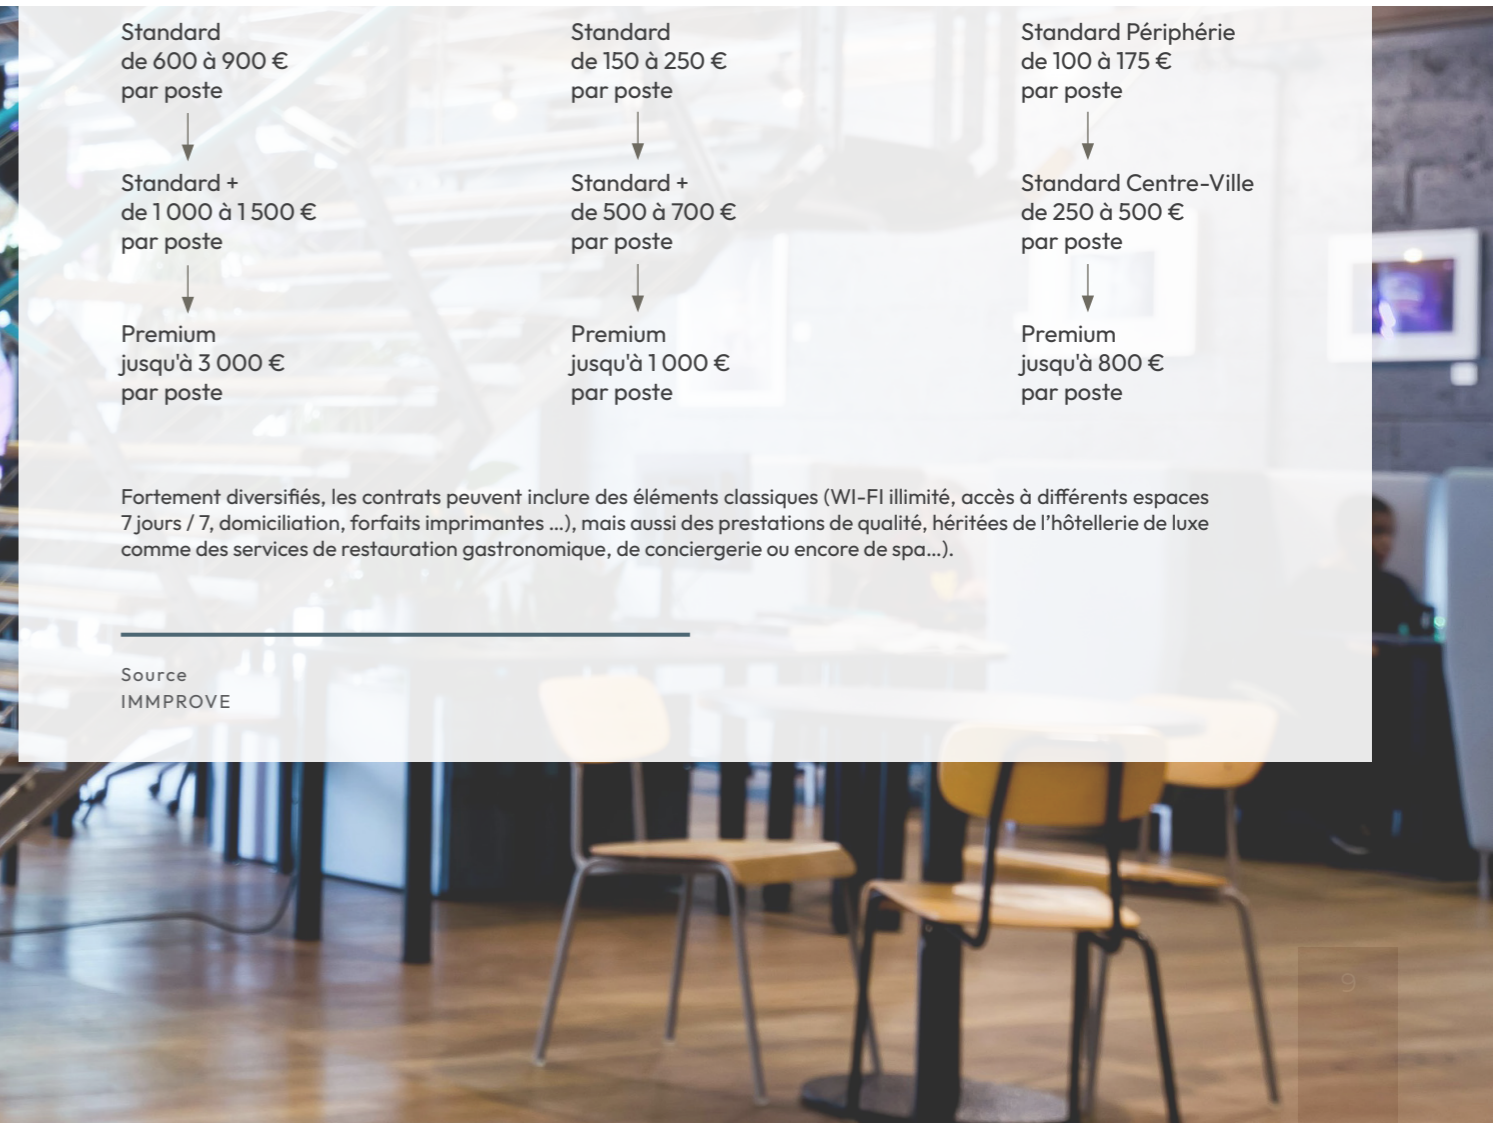 Standard
de 600 à 900 €
par poste
Standard +
de 1 000 à 1 500 €
par poste
Premium
jusqu'à 3 000 €
par poste
Standard
de 150 à 250 €
par poste
Standard +
de 500 à 700 €
par poste
Premium
jusqu'à 1 000 €
par poste
Standard Périphérie
de 100 à 175 €
par poste
Standard Centre-Ville
de 250 à 500 €
par poste
Premium
jusqu'à 800 €
par poste
Fortement diversifiés, les contrats peuvent inclure des éléments classiques (WI-FI illimité, accès à différents espaces
7 jours / 7, domiciliation, forfaits imprimantes ...), mais aussi des prestations de qualité, héritées de l’hôtellerie de luxe
comme des services de restauration gastronomique, de conciergerie ou encore de spa...).
Source
IMMPROVE
9